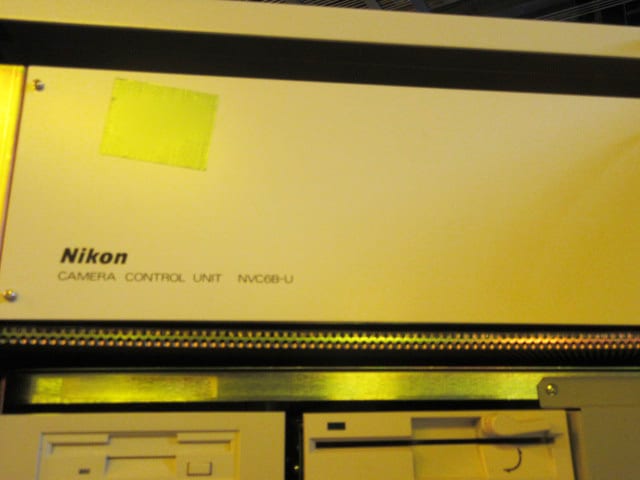 Nikon
CAMERA CONTROL UNIT NVC6B-U